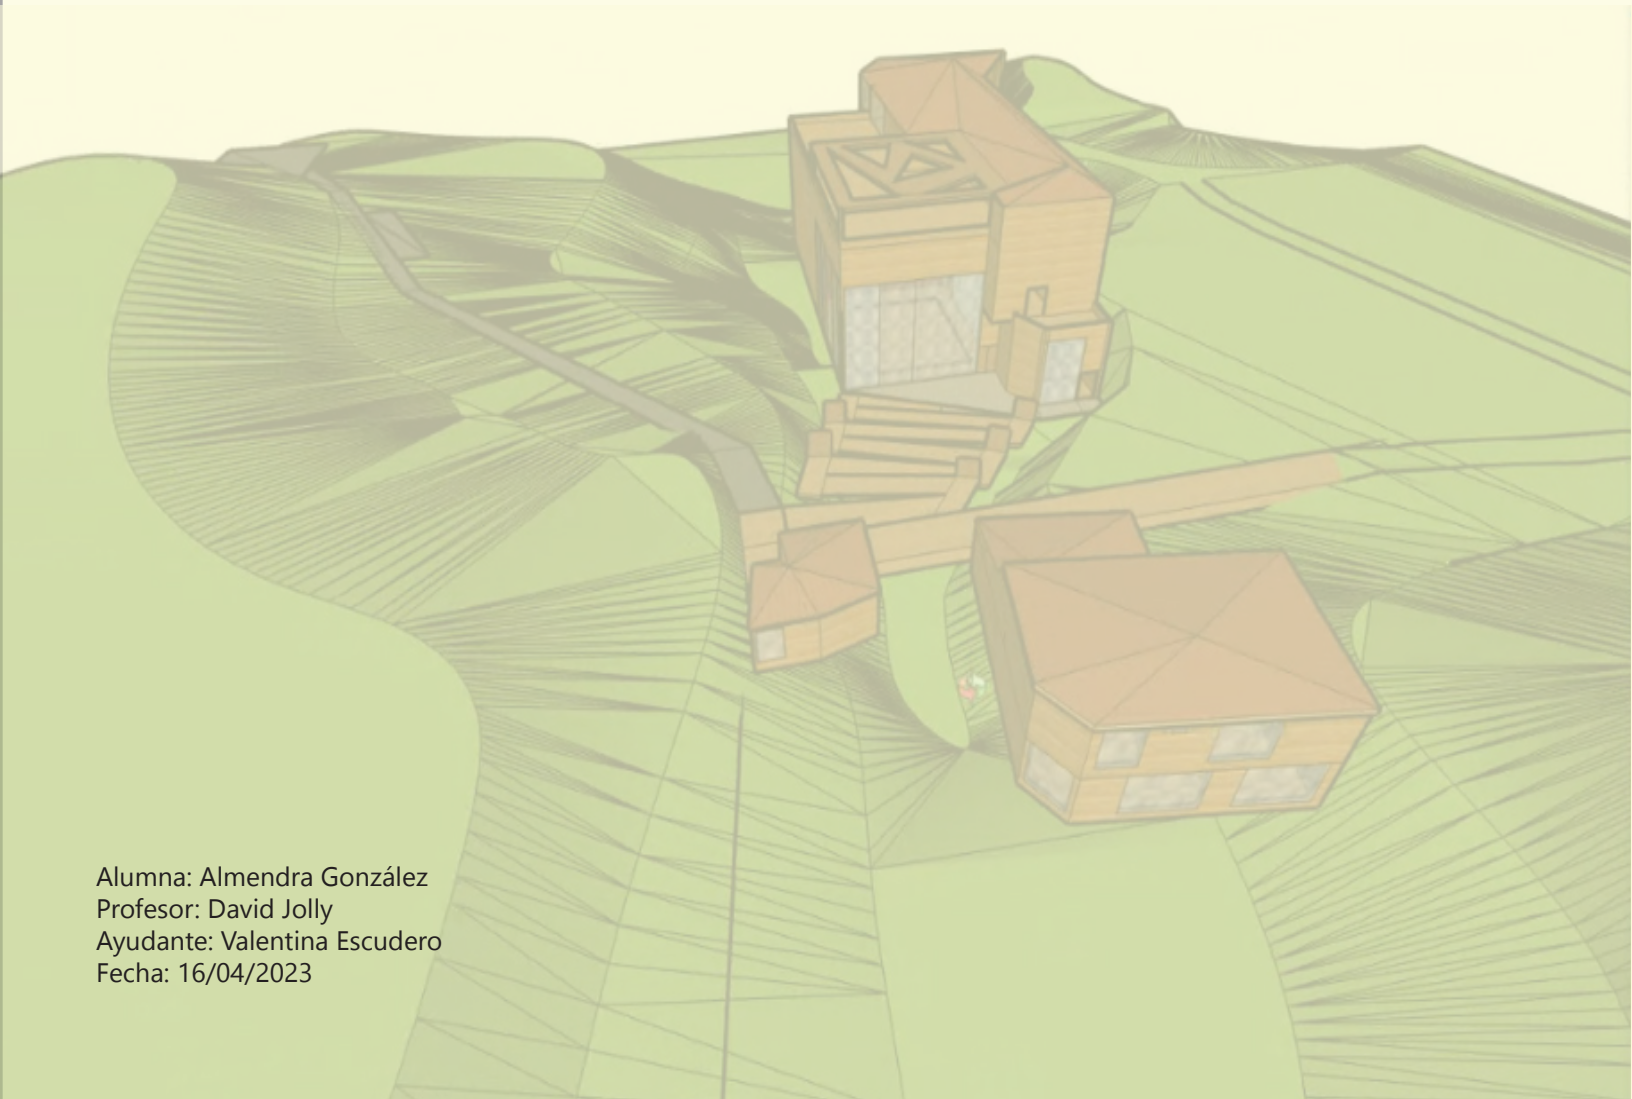 Alumna: Almendra González
Profesor: David Jolly
Ayudante: Valentina Escudero
Fecha: 16/04/2023